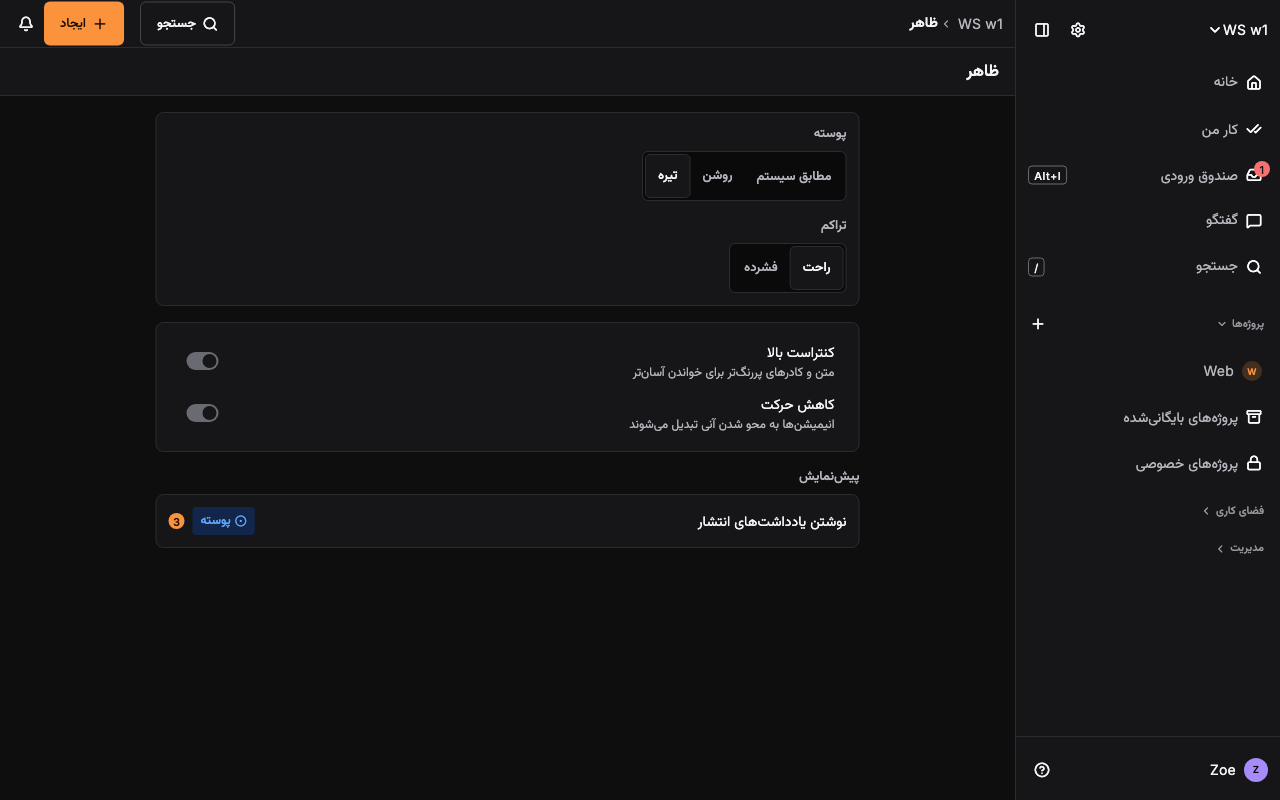 WS w1
خانه
کار من
صندوق ورودی
1
Alt+I
گفتگو
جستجو
/
پروژه‌ها
W
Web
پروژه‌های بایگانی‌شده
پروژه‌های خصوصی
فضای کاری
مدیریت
Z
Zoe
WS w1 › ظاهر
جستجو
ایجاد
ظاهر
پوسته
مطابق سیستم
روشن
تیره
تراکم
راحت
فشرده
کنتراست بالا
متن و کادرهای پررنگ‌تر برای خواندن آسان‌تر
کاهش حرکت
انیمیشن‌ها به محو شدن آنی تبدیل می‌شوند
پیش‌نمایش
نوشتن یادداشت‌های انتشار
پوسته
3